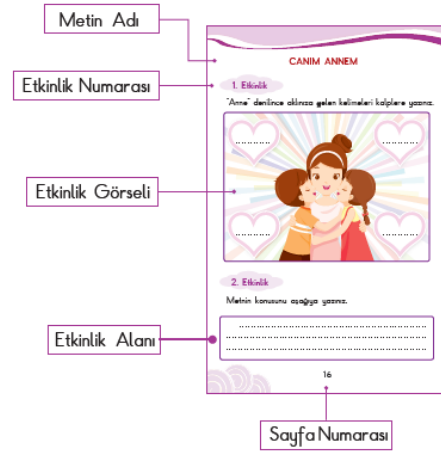 Metin Adı
CANIM ANNEM
Etkinlik Numarası
1. Etkinlik
"Anne" denilince aklınıza gelen kelimeleri kalplere yazınız.
Etkinlik Görseli
2. Etkinlik
Metnin konusunu aşağıya yazınız.
Etkinlik Alanı
16
Sayfa Numarası